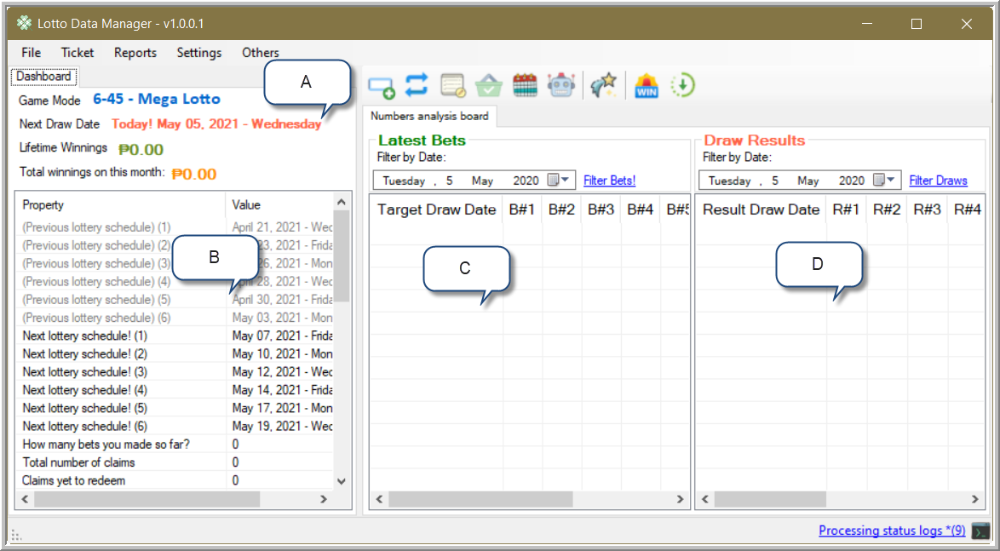 Lotto Data Manager - v1.0.0.1
File Ticket Reports Settings Others
Dashboard
Game Mode 6-45 - Mega Lotto
Next Draw Date Today! May 05, 2021 - Wednesday
Lifetime Winnings ₱0.00
Total winnings on this month: ₱0.00
A
Property Value
(Previous lottery schedule) (1) April 21, 2021 - Wed
(Previous lottery schedule) (2) 23, 2021 - Frida
(Previous lottery schedule) (3) 26, 2021 - Mon
(Previous lottery schedule) (4) April 28, 2021 - Wed
(Previous lottery schedule) (5) April 30, 2021 - Frida
(Previous lottery schedule) (6) May 03, 2021 - Mon
Next lottery schedule! (1) May 07, 2021 - Frida
Next lottery schedule! (2) May 10, 2021 - Mon
Next lottery schedule! (3) May 12, 2021 - Wed
Next lottery schedule! (4) May 14, 2021 - Frida
Next lottery schedule! (5) May 17, 2021 - Mon
Next lottery schedule! (6) May 19, 2021 - Wed
How many bets you made so far? 0
Total number of claims 0
Claims yet to redeem 0
B
WIN
Numbers analysis board
Latest Bets
Filter by Date:
Tuesday , 5 May 2020 Filter Bets!
Target Draw Date B#1 B#2 B#3 B#4 B#5
C
Draw Results
Filter by Date:
Tuesday , 5 May 2020 Filter Draws
Result Draw Date R#1 R#2 R#3 R#4
D
Processing status logs *(9)